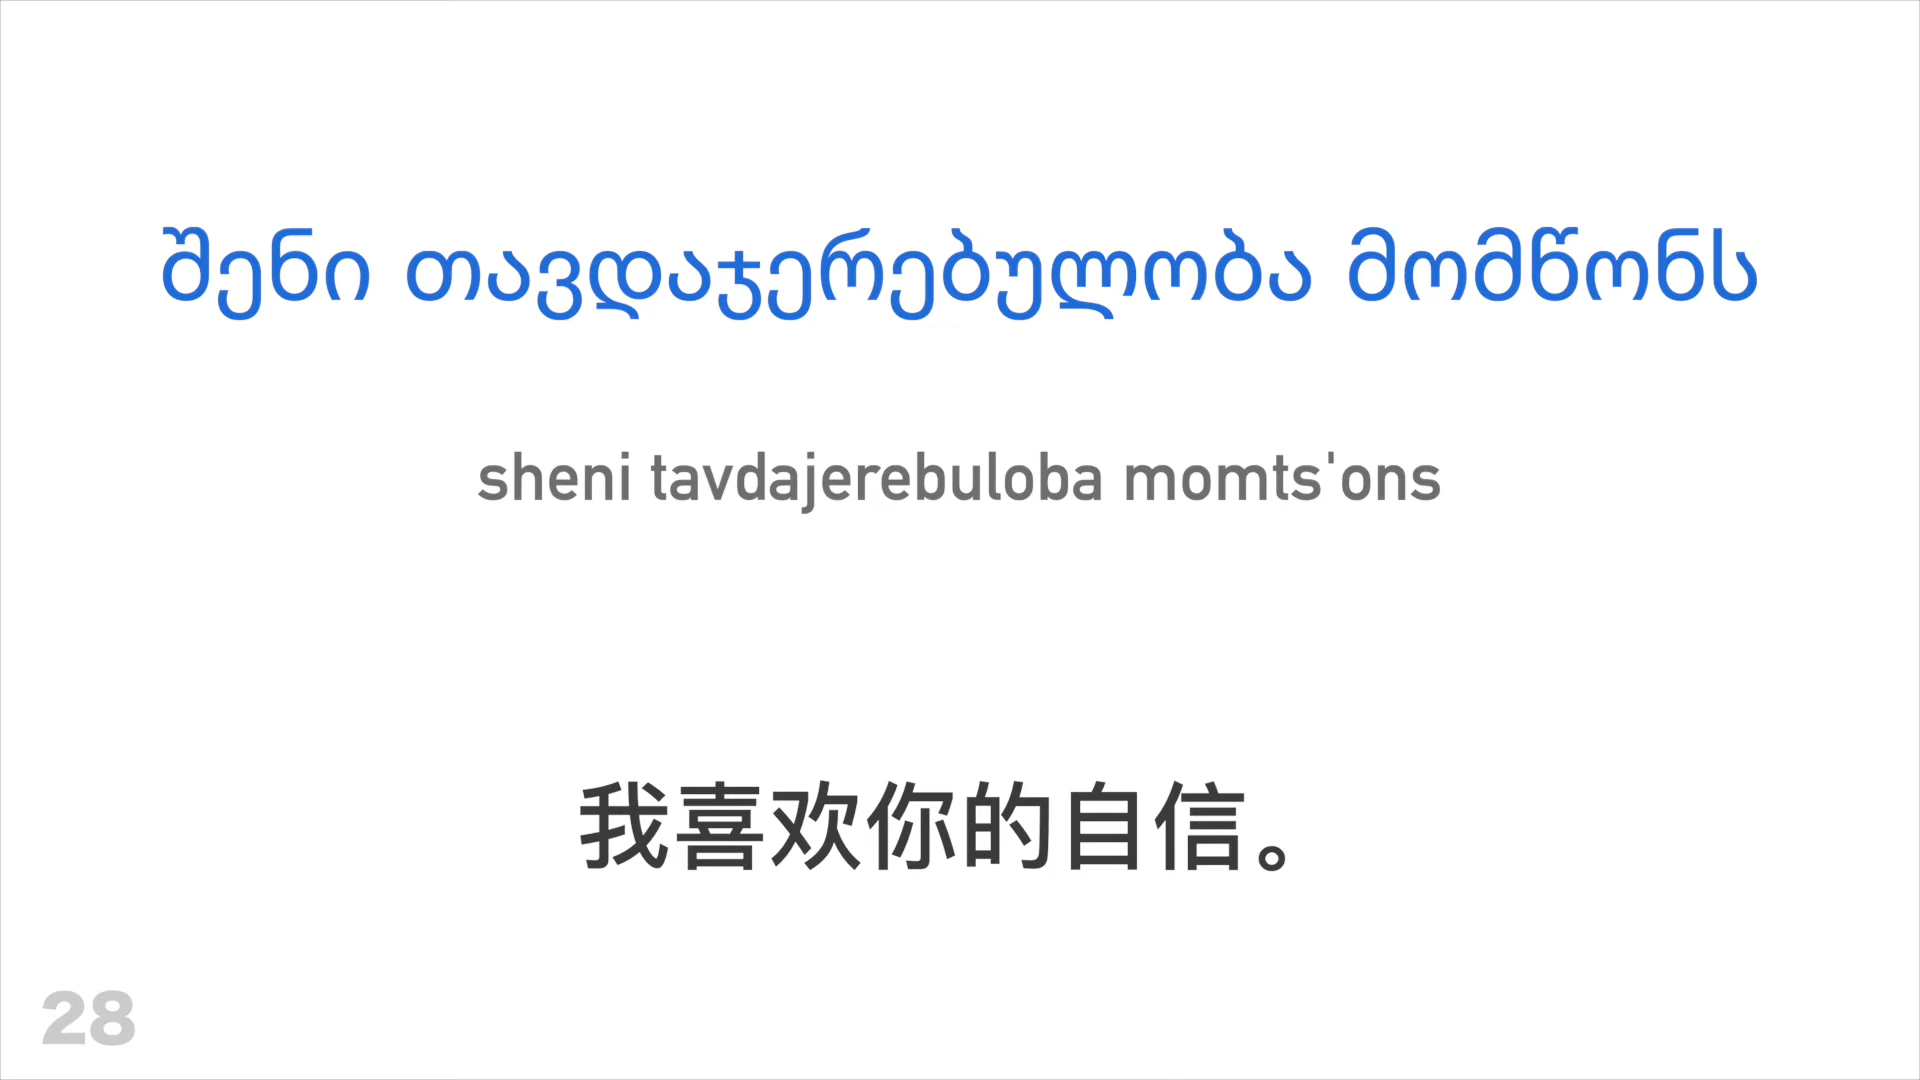 შენი თავდაჯერებულობა მომწონს
sheni tavdajerebuloba momts'ons
我喜欢你的自信。
28